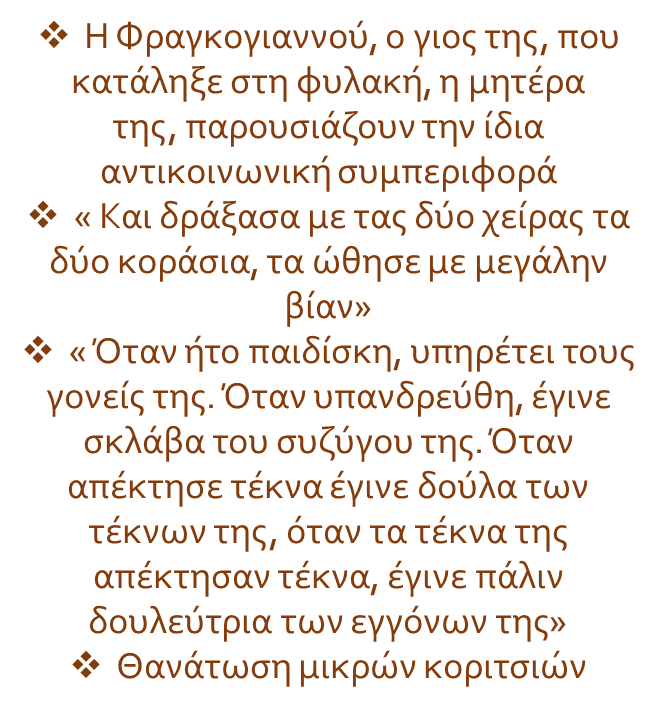 ❖ Η Φραγκογιαννού, ο γιος της, που
κατάληξε στη φυλακή, η μητέρα
της, παρουσιάζουν την ίδια
αντικοινωνική συμπεριφορά
❖ « Και δράξασα με τας δύο χείρας τα
δύο κοράσια, τα ώθησε με μεγάλην
βίαν»
❖ « Όταν ήτο παιδίσκη, υπηρέτει τους
γονείς της. Όταν υπανδρεύθη, έγινε
σκλάβα του συζύγου της. Όταν
απέκτησε τέκνα έγινε δούλα των
τέκνων της, όταν τα τέκνα της
απέκτησαν τέκνα, έγινε πάλιν
δουλεύτρια των εγγόνων της»
❖ Θανάτωση μικρών κοριτσιών